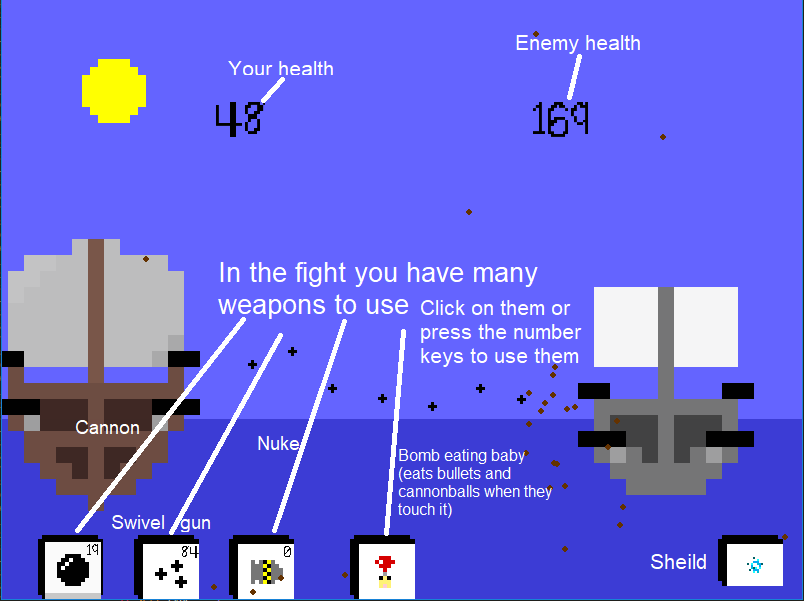 Enemy health
Your health
48
169
In the fight you have many
weapons to use
Click on them or
press the number
keys to use them
Cannon
Nuke
Bomb eating baby
(eats bullets and
cannonballs when they
touch it)
Swivel gun
19
84
0
Sheild